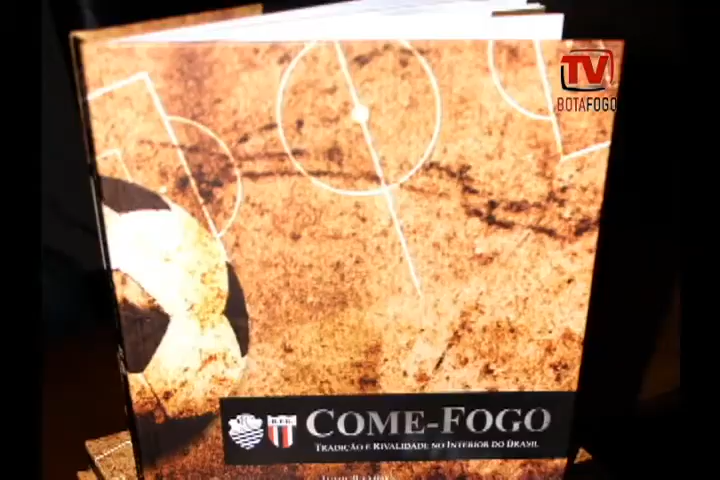 TV
BOTAFOGO
COME-FOGO
TRADIÇÃO E RIVALIDADE NO INTERIOR DO BRASIL